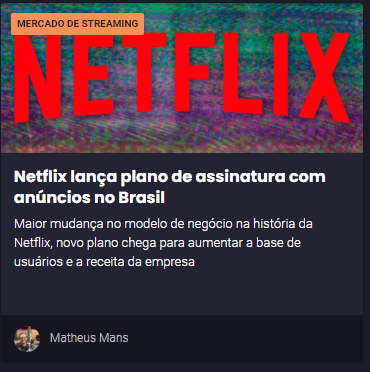 MERCADO DE STREAMING
NETFLIX
Netflix lança plano de assinatura com
anúncios no Brasil
Maior mudança no modelo de negócio na história da
Netflix, novo plano chega para aumentar a base de
usuários e a receita da empresa
Matheus Mans